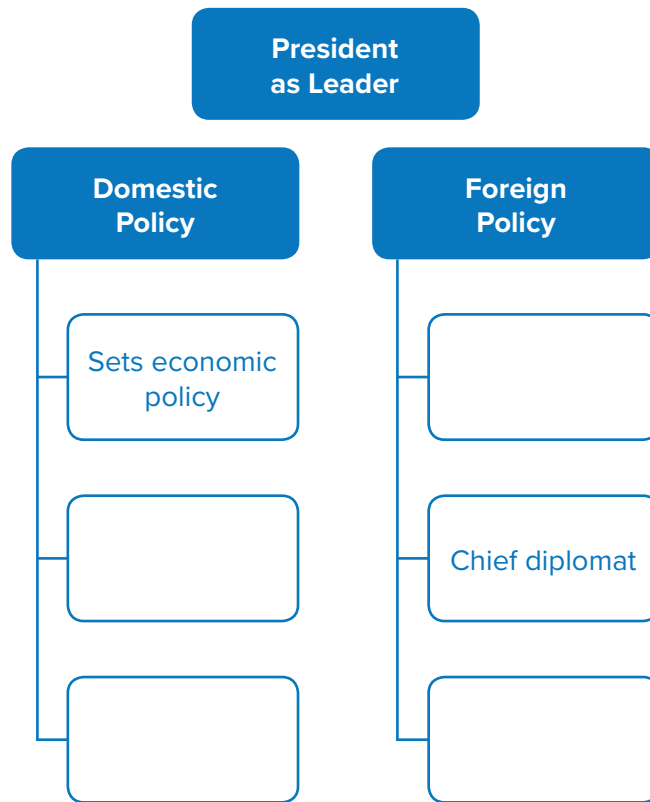 President
as Leader
Domestic
Policy
Foreign
Policy
Sets economic
policy
Chief diplomat